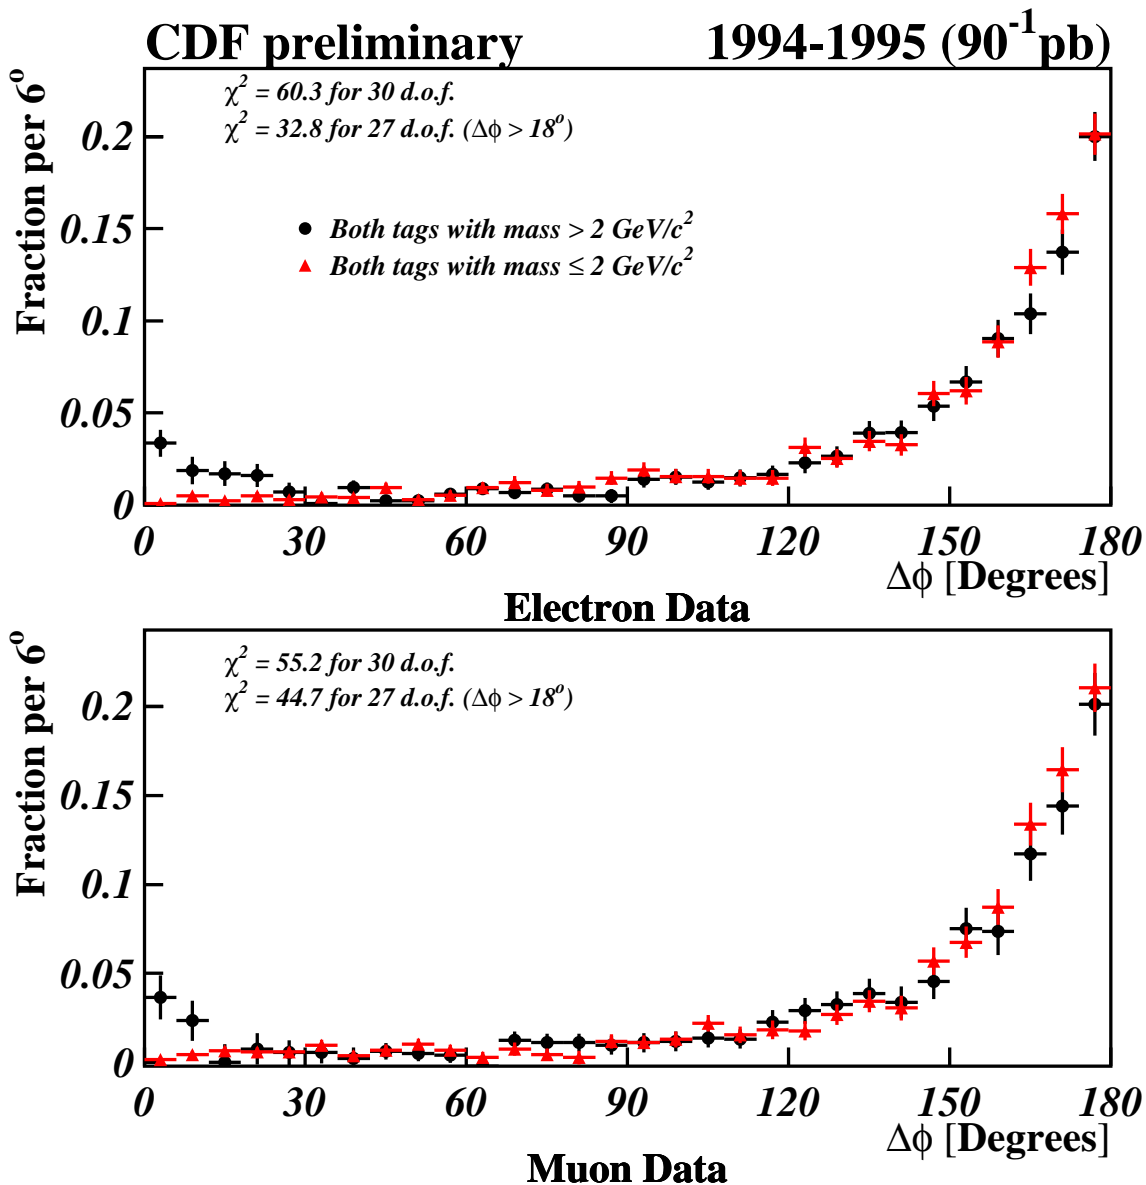 CDF preliminary 1994-1995 (90⁻¹pb)
Fraction per 6°
χ² = 60.3 for 30 d.o.f.
χ² = 32.8 for 27 d.o.f. (Δϕ > 18°)
Both tags with mass > 2 GeV/c²
Both tags with mass ≤ 2 GeV/c²
0.2
0.15
0.1
0.05
0
0 30 60 90 120 150 180
Δϕ [Degrees]
Electron Data
Fraction per 6°
χ² = 55.2 for 30 d.o.f.
χ² = 44.7 for 27 d.o.f. (Δϕ > 18°)
0.2
0.15
0.1
0.05
0
0 30 60 90 120 150 180
Δϕ [Degrees]
Muon Data